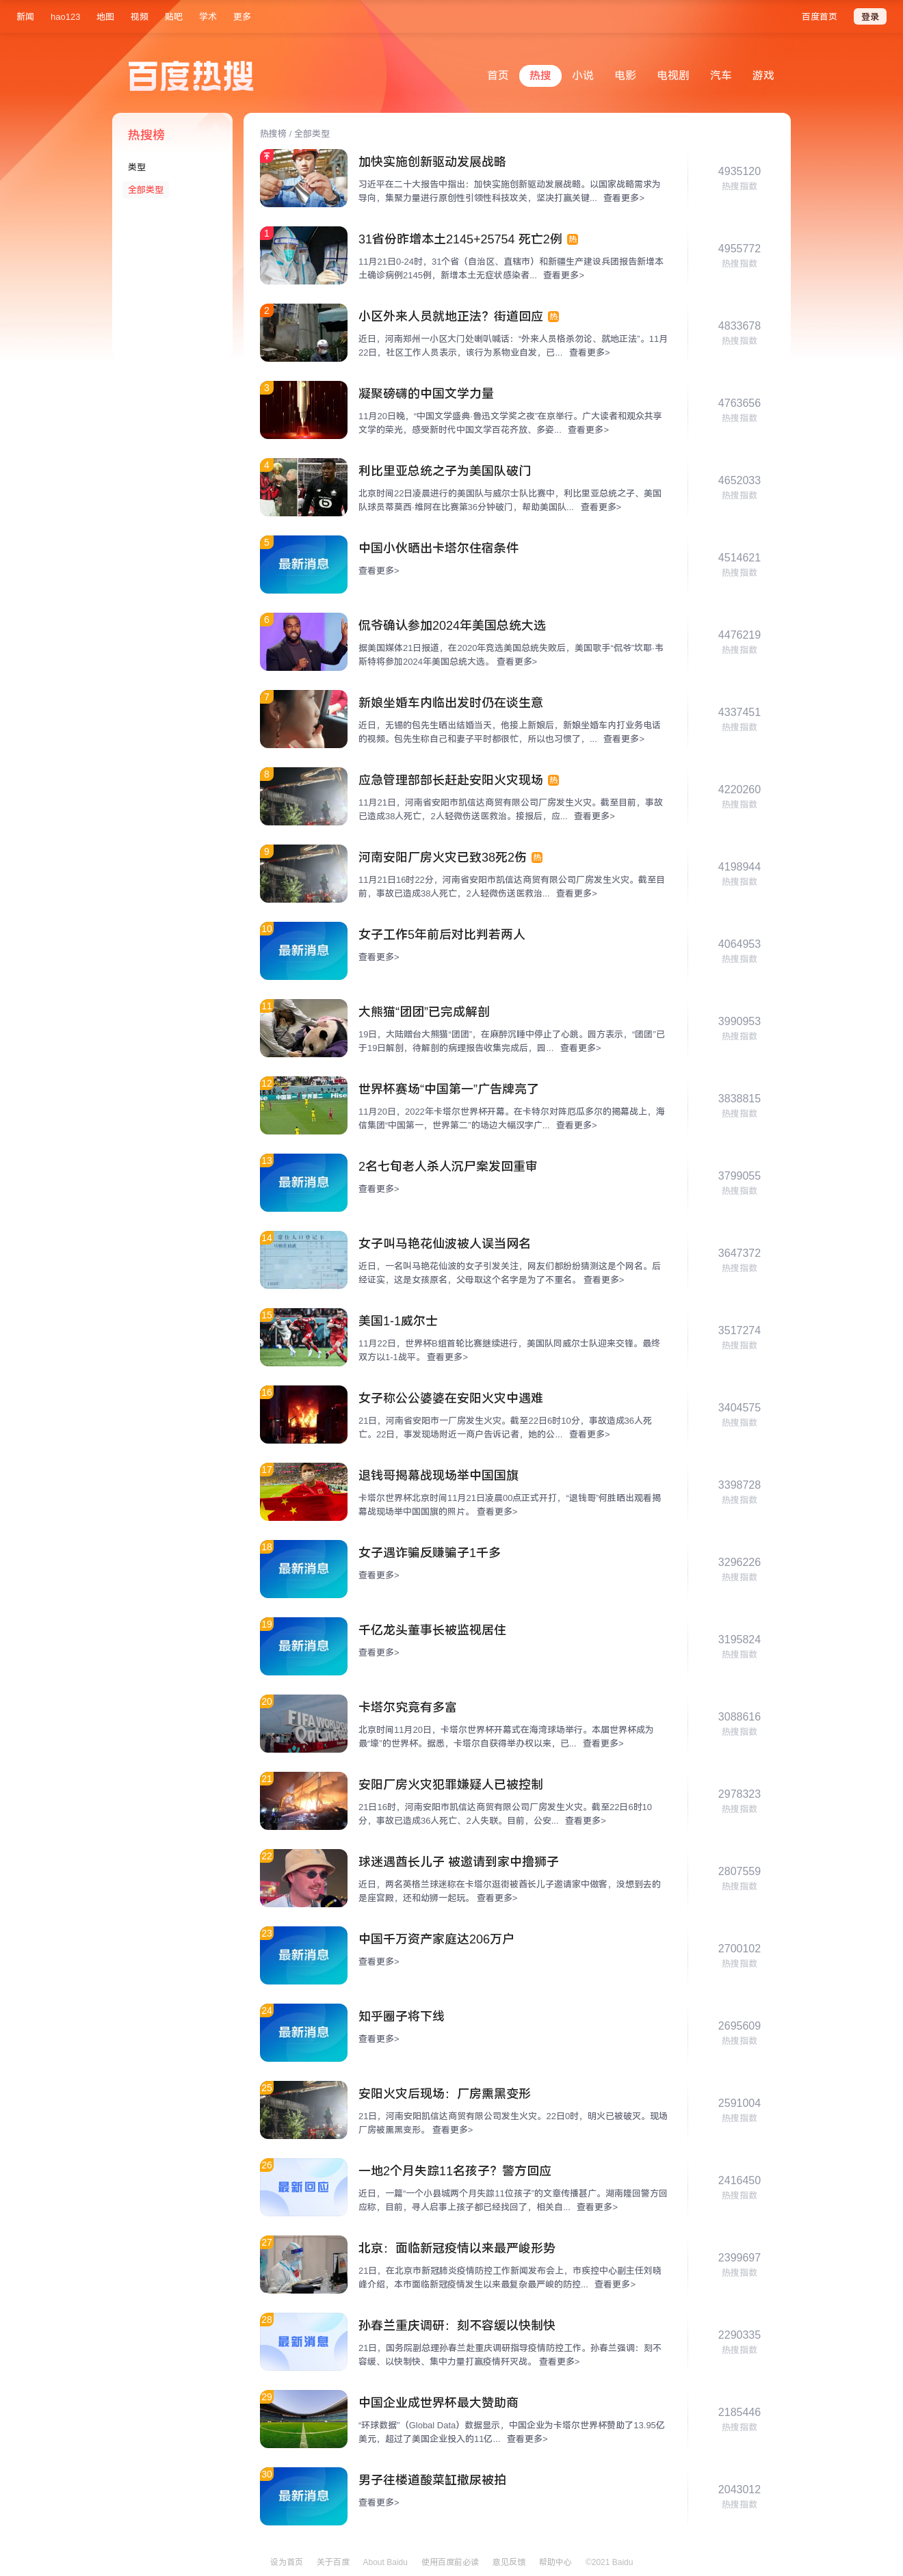 新闻 hao123 地图 视频 贴吧 学术 更多 百度首页 登录
百度热搜
首页 热搜 小说 电影 电视剧 汽车 游戏
热搜榜
类型
全部类型
热搜榜 / 全部类型
加快实施创新驱动发展战略
习近平在二十大报告中指出：加快实施创新驱动发展战略。以国家战略需求为
导向，集聚力量进行原创性引领性科技攻关，坚决打赢关键... 查看更多>
4935120
热搜指数
1
31省份昨增本土2145+25754 死亡2例 热
11月21日0-24时，31个省（自治区、直辖市）和新疆生产建设兵团报告新增本
土确诊病例2145例，新增本土无症状感染者... 查看更多>
4955772
热搜指数
2
小区外来人员就地正法？街道回应 热
近日，河南郑州一小区大门处喇叭喊话：“外来人员格杀勿论、就地正法”。11月
22日，社区工作人员表示，该行为系物业自发，已... 查看更多>
4833678
热搜指数
3
凝聚磅礴的中国文学力量
11月20日晚，“中国文学盛典·鲁迅文学奖之夜”在京举行。广大读者和观众共享
文学的荣光，感受新时代中国文学百花齐放、多姿... 查看更多>
4763656
热搜指数
4
利比里亚总统之子为美国队破门
北京时间22日凌晨进行的美国队与威尔士队比赛中，利比里亚总统之子、美国
队球员蒂莫西·维阿在比赛第36分钟破门，帮助美国队... 查看更多>
4652033
热搜指数
5
最新消息
中国小伙晒出卡塔尔住宿条件
查看更多>
4514621
热搜指数
6
侃爷确认参加2024年美国总统大选
据美国媒体21日报道，在2020年竞选美国总统失败后，美国歌手“侃爷”坎耶·韦
斯特将参加2024年美国总统大选。 查看更多>
4476219
热搜指数
7
新娘坐婚车内临出发时仍在谈生意
近日，无锡的包先生晒出结婚当天，他接上新娘后，新娘坐婚车内打业务电话
的视频。包先生称自己和妻子平时都很忙，所以也习惯了，... 查看更多>
4337451
热搜指数
8
应急管理部部长赶赴安阳火灾现场 热
11月21日，河南省安阳市凯信达商贸有限公司厂房发生火灾。截至目前，事故
已造成38人死亡，2人轻微伤送医救治。接报后，应... 查看更多>
4220260
热搜指数
9
河南安阳厂房火灾已致38死2伤 热
11月21日16时22分，河南省安阳市凯信达商贸有限公司厂房发生火灾。截至目
前，事故已造成38人死亡，2人轻微伤送医救治... 查看更多>
4198944
热搜指数
10
最新消息
女子工作5年前后对比判若两人
查看更多>
4064953
热搜指数
11
大熊猫“团团”已完成解剖
19日，大陆赠台大熊猫“团团”，在麻醉沉睡中停止了心跳。园方表示，“团团”已
于19日解剖，待解剖的病理报告收集完成后，园... 查看更多>
3990953
热搜指数
12
世界杯赛场“中国第一”广告牌亮了
11月20日，2022年卡塔尔世界杯开幕。在卡特尔对阵厄瓜多尔的揭幕战上，海
信集团“中国第一，世界第二”的场边大幅汉字广... 查看更多>
3838815
热搜指数
13
最新消息
2名七旬老人杀人沉尸案发回重审
查看更多>
3799055
热搜指数
14
女子叫马艳花仙波被人误当网名
近日，一名叫马艳花仙波的女子引发关注，网友们都纷纷猜测这是个网名。后
经证实，这是女孩原名，父母取这个名字是为了不重名。 查看更多>
3647372
热搜指数
15
美国1-1威尔士
11月22日，世界杯B组首轮比赛继续进行，美国队同威尔士队迎来交锋。最终
双方以1-1战平。 查看更多>
3517274
热搜指数
16
女子称公公婆婆在安阳火灾中遇难
21日，河南省安阳市一厂房发生火灾。截至22日6时10分，事故造成36人死
亡。22日，事发现场附近一商户告诉记者，她的公... 查看更多>
3404575
热搜指数
17
退钱哥揭幕战现场举中国国旗
卡塔尔世界杯北京时间11月21日凌晨00点正式开打，“退钱哥”何胜晒出观看揭
幕战现场举中国国旗的照片。 查看更多>
3398728
热搜指数
18
最新消息
女子遇诈骗反赚骗子1千多
查看更多>
3296226
热搜指数
19
最新消息
千亿龙头董事长被监视居住
查看更多>
3195824
热搜指数
20
卡塔尔究竟有多富
北京时间11月20日，卡塔尔世界杯开幕式在海湾球场举行。本届世界杯成为
最“壕”的世界杯。据悉，卡塔尔自获得举办权以来，已... 查看更多>
3088616
热搜指数
21
安阳厂房火灾犯罪嫌疑人已被控制
21日16时，河南安阳市凯信达商贸有限公司厂房发生火灾。截至22日6时10
分，事故已造成36人死亡、2人失联。目前，公安... 查看更多>
2978323
热搜指数
22
球迷遇酋长儿子 被邀请到家中撸狮子
近日，两名英格兰球迷称在卡塔尔逛街被酋长儿子邀请家中做客，没想到去的
是座宫殿，还和幼狮一起玩。 查看更多>
2807559
热搜指数
23
最新消息
中国千万资产家庭达206万户
查看更多>
2700102
热搜指数
24
最新消息
知乎圈子将下线
查看更多>
2695609
热搜指数
25
安阳火灾后现场：厂房熏黑变形
21日，河南安阳凯信达商贸有限公司发生火灾。22日0时，明火已被破灭。现场
厂房被熏黑变形。 查看更多>
2591004
热搜指数
26
最新回应
一地2个月失踪11名孩子？警方回应
近日，一篇“一个小县城两个月失踪11位孩子”的文章传播甚广。湖南隆回警方回
应称，目前，寻人启事上孩子都已经找回了，相关自... 查看更多>
2416450
热搜指数
27
北京：面临新冠疫情以来最严峻形势
21日，在北京市新冠肺炎疫情防控工作新闻发布会上，市疾控中心副主任刘晓
峰介绍，本市面临新冠疫情发生以来最复杂最严峻的防控... 查看更多>
2399697
热搜指数
28
最新消息
孙春兰重庆调研：刻不容缓以快制快
21日，国务院副总理孙春兰赴重庆调研指导疫情防控工作。孙春兰强调：刻不
容缓、以快制快、集中力量打赢疫情歼灭战。 查看更多>
2290335
热搜指数
29
中国企业成世界杯最大赞助商
“环球数据”（Global Data）数据显示，中国企业为卡塔尔世界杯赞助了13.95亿
美元，超过了美国企业投入的11亿... 查看更多>
2185446
热搜指数
30
最新消息
男子往楼道酸菜缸撒尿被拍
查看更多>
2043012
热搜指数
设为首页 关于百度 About Baidu 使用百度前必读 意见反馈 帮助中心 ©2021 Baidu